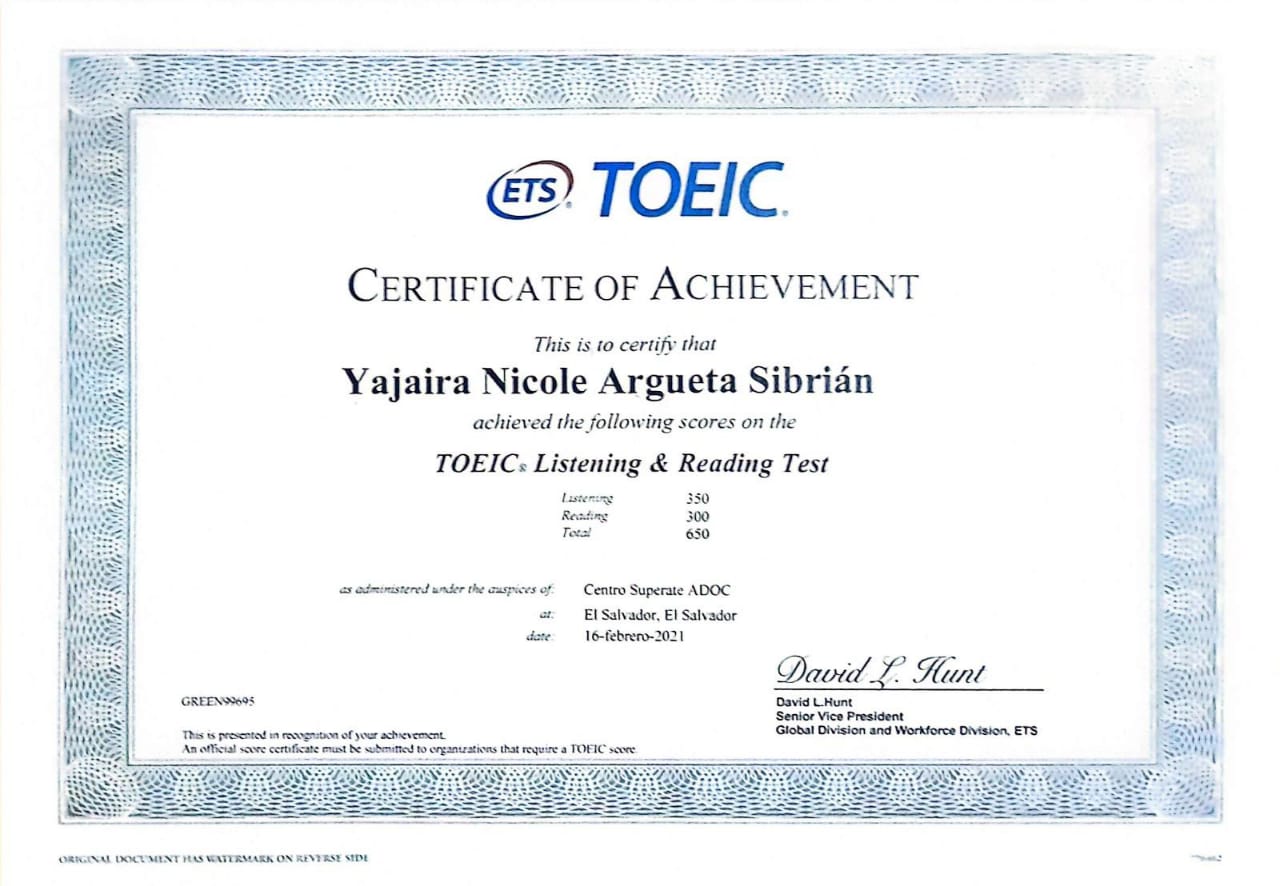 ETS® TOEIC®
CERTIFICATE OF ACHIEVEMENT
This is to certify that
Yajaira Nicole Argueta Sibrián
achieved the following scores on the
TOEIC® Listening & Reading Test
Listening 350
Reading 300
Total 650
as administered under the auspices of: Centro Superate ADOC
at: El Salvador, El Salvador
date: 16-febrero-2021
David L. Hunt
David L.Hunt
Senior Vice President
Global Division and Workforce Division, ETS
GREEN99695
This is presented in recognition of your achievement.
An official score certificate must be submitted to organizations that require a TOEIC score.
ORIGINAL DOCUMENT HAS WATERMARK ON REVERSE SIDE